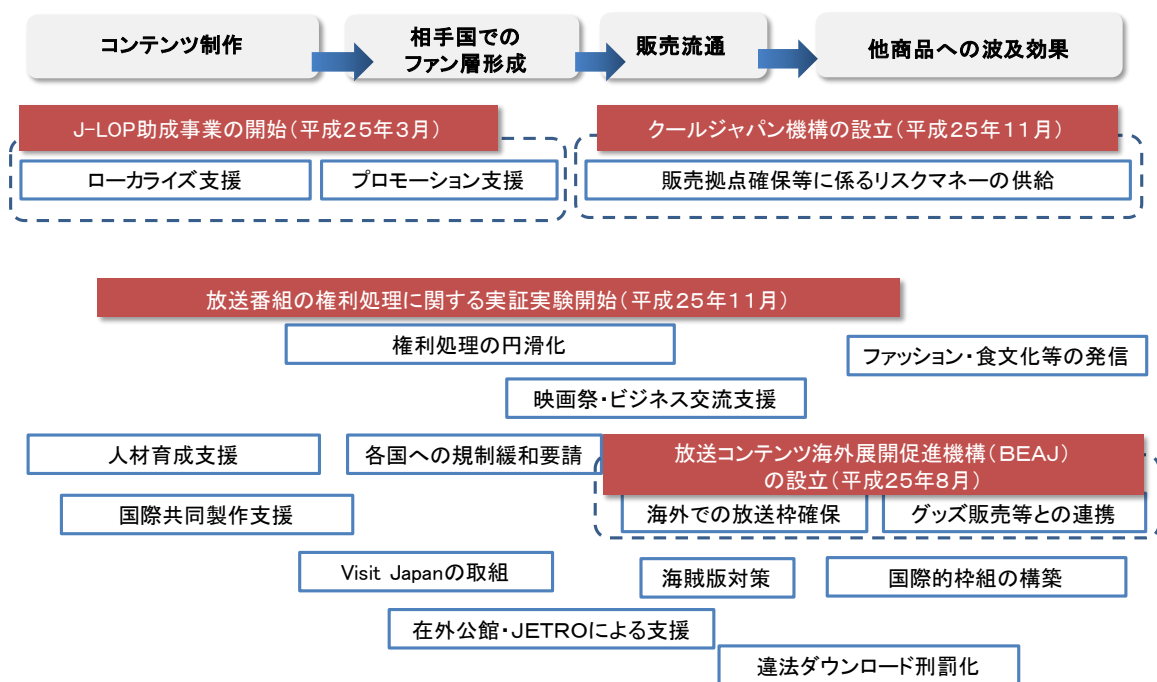 コンテンツ制作
相手国での
ファン層形成
販売流通
他商品への波及効果
J-LOP助成事業の開始(平成25年3月)
クールジャパン機構の設立(平成25年11月)
ローカライズ支援
プロモーション支援
販売拠点確保等に係るリスクマネーの供給
放送番組の権利処理に関する実証実験開始(平成25年11月)
権利処理の円滑化
ファッション・食文化等の発信
映画祭・ビジネス交流支援
人材育成支援
各国への規制緩和要請
放送コンテンツ海外展開促進機構(BEAJ)
の設立(平成25年8月)
国際共同製作支援
海外での放送枠確保
グッズ販売等との連携
Visit Japanの取組
海賊版対策
国際的枠組の構築
在外公館・JETROによる支援
違法ダウンロード刑罰化